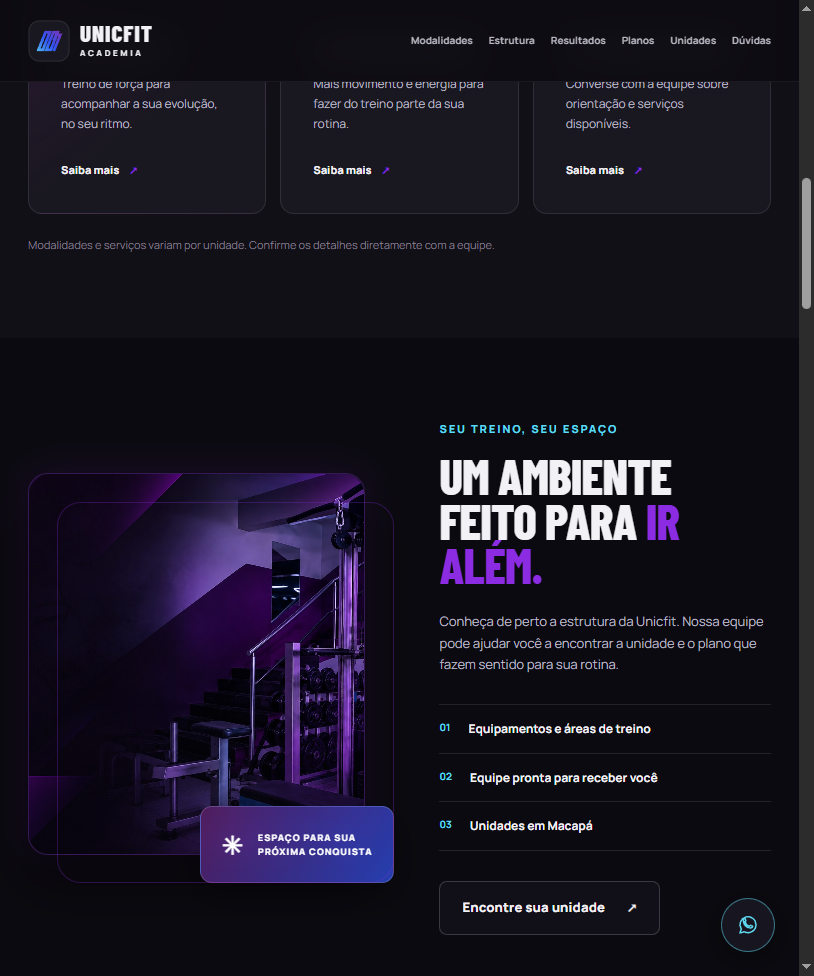 UNICFIT
ACADEMIA
Modalidades Estrutura Resultados Planos Unidades Dúvidas
Treino de força para
acompanhar a sua evolução,
no seu ritmo.
Saiba mais ↗
Mais movimento e energia para
fazer do treino parte da sua
rotina.
Saiba mais ↗
Converse com a equipe sobre
orientação e serviços
disponíveis.
Saiba mais ↗
Modalidades e serviços variam por unidade. Confirme os detalhes diretamente com a equipe.
SEU TREINO, SEU ESPAÇO
UM AMBIENTE
FEITO PARA IR
ALÉM.
Conheça de perto a estrutura da Unicfit. Nossa equipe
pode ajudar você a encontrar a unidade e o plano que
fazem sentido para sua rotina.
01 Equipamentos e áreas de treino
02 Equipe pronta para receber você
03 Unidades em Macapá
ESPAÇO PARA SUA
PRÓXIMA CONQUISTA
Encontre sua unidade ↗